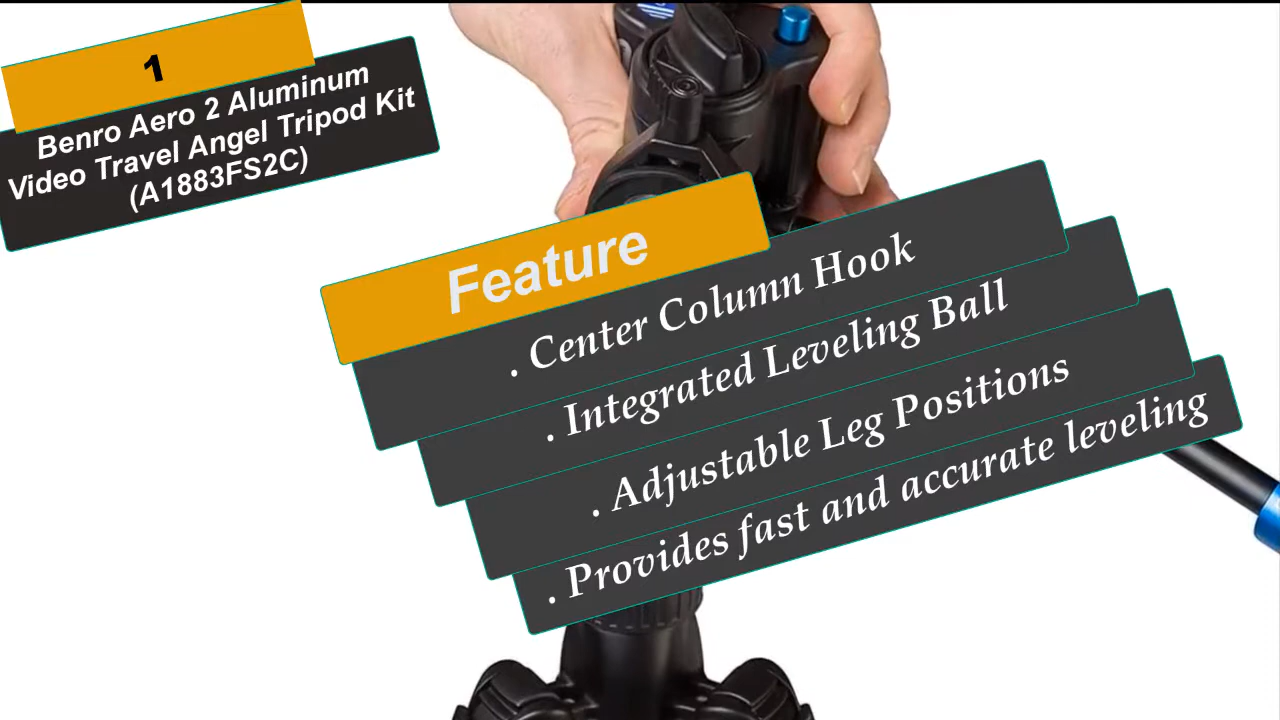 1
Benro Aero 2 Aluminum
Video Travel Angel Tripod Kit
(A1883FS2C)
Feature
. Center Column Hook
. Integrated Leveling Ball
. Adjustable Leg Positions
. Provides fast and accurate leveling